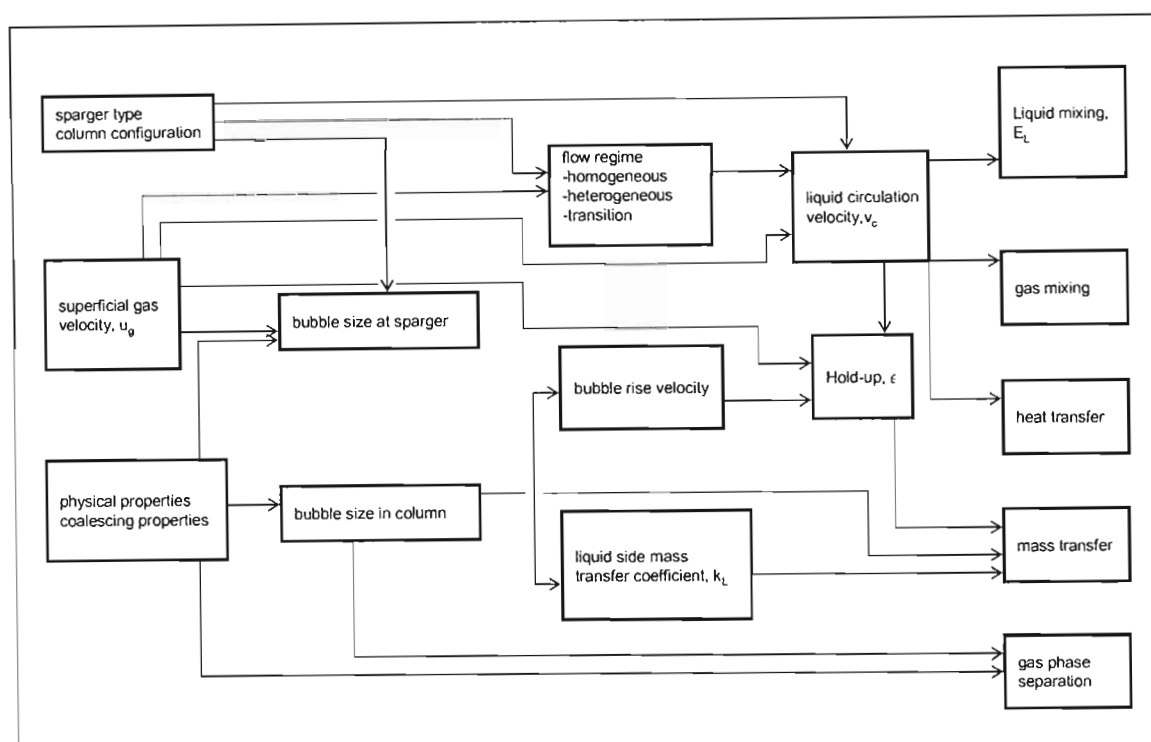 sparger type
column configuration
Liquid mixing,
E_L
flow regime
-homogeneous
-heterogeneous
-transition
liquid circulation
velocity,v_c
superficial gas
velocity, u_g
bubble size at sparger
gas mixing
bubble rise velocity
Hold-up, ϵ
heat transfer
physical properties
coalescing properties
bubble size in column
liquid side mass
transfer coefficient, k_L
mass transfer
gas phase
separation